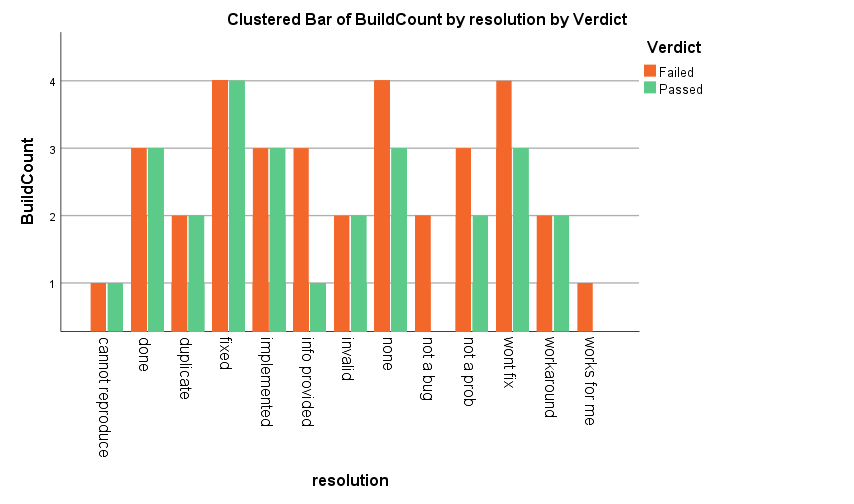 Clustered Bar of BuildCount by resolution by Verdict
Verdict
Failed
Passed
BuildCount
4
3
2
1
cannot reproduce
done
duplicate
fixed
implemented
info provided
invalid
none
not a bug
not a prob
wont fix
workaround
works for me
resolution